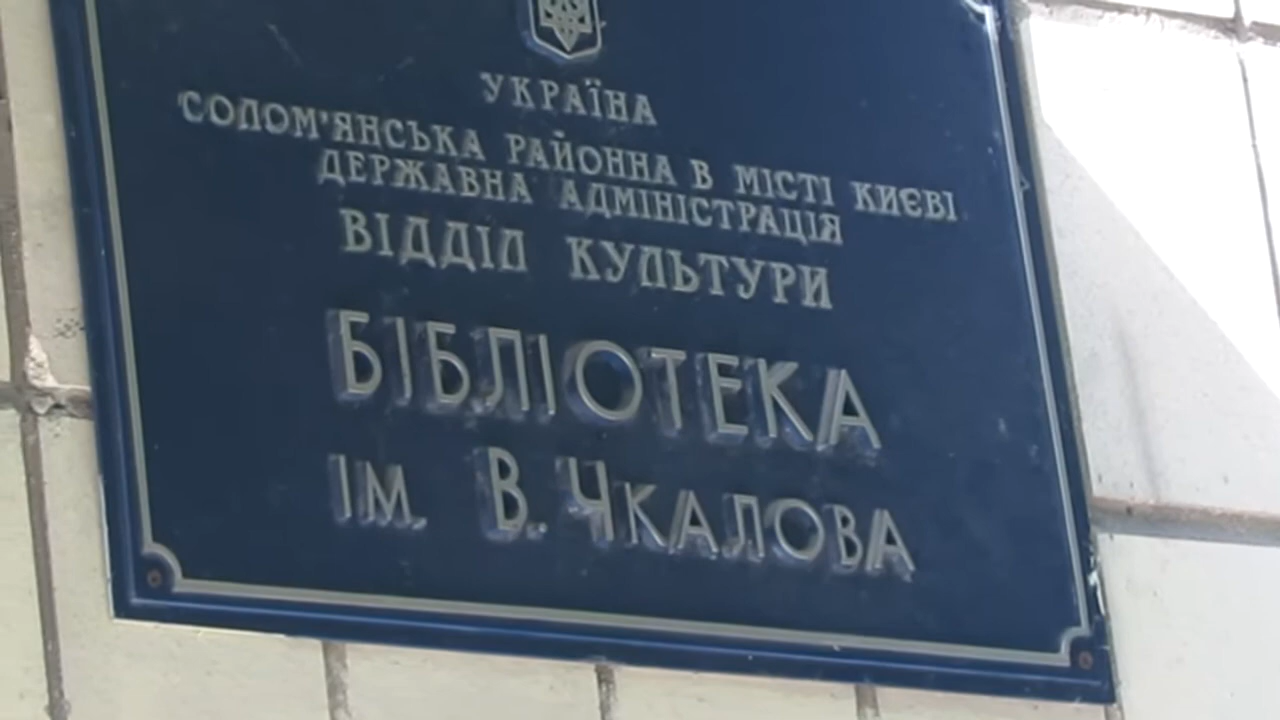 УКРАЇНА
СОЛОМ'ЯНСЬКА РАЙОННА В МІСТІ КИЄВІ
ДЕРЖАВНА АДМІНІСТРАЦІЯ
ВІДДІЛ КУЛЬТУРИ
БІБЛІОТЕКА
ІМ. В. ЧКАЛОВА